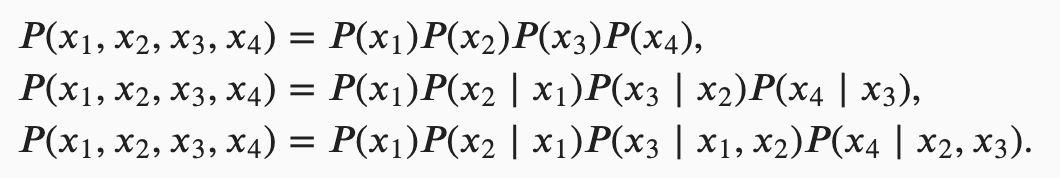 P(x₁, x₂, x₃, x₄) = P(x₁)P(x₂)P(x₃)P(x₄),
P(x₁, x₂, x₃, x₄) = P(x₁)P(x₂ | x₁)P(x₃ | x₂)P(x₄ | x₃),
P(x₁, x₂, x₃, x₄) = P(x₁)P(x₂ | x₁)P(x₃ | x₁, x₂)P(x₄ | x₂, x₃).